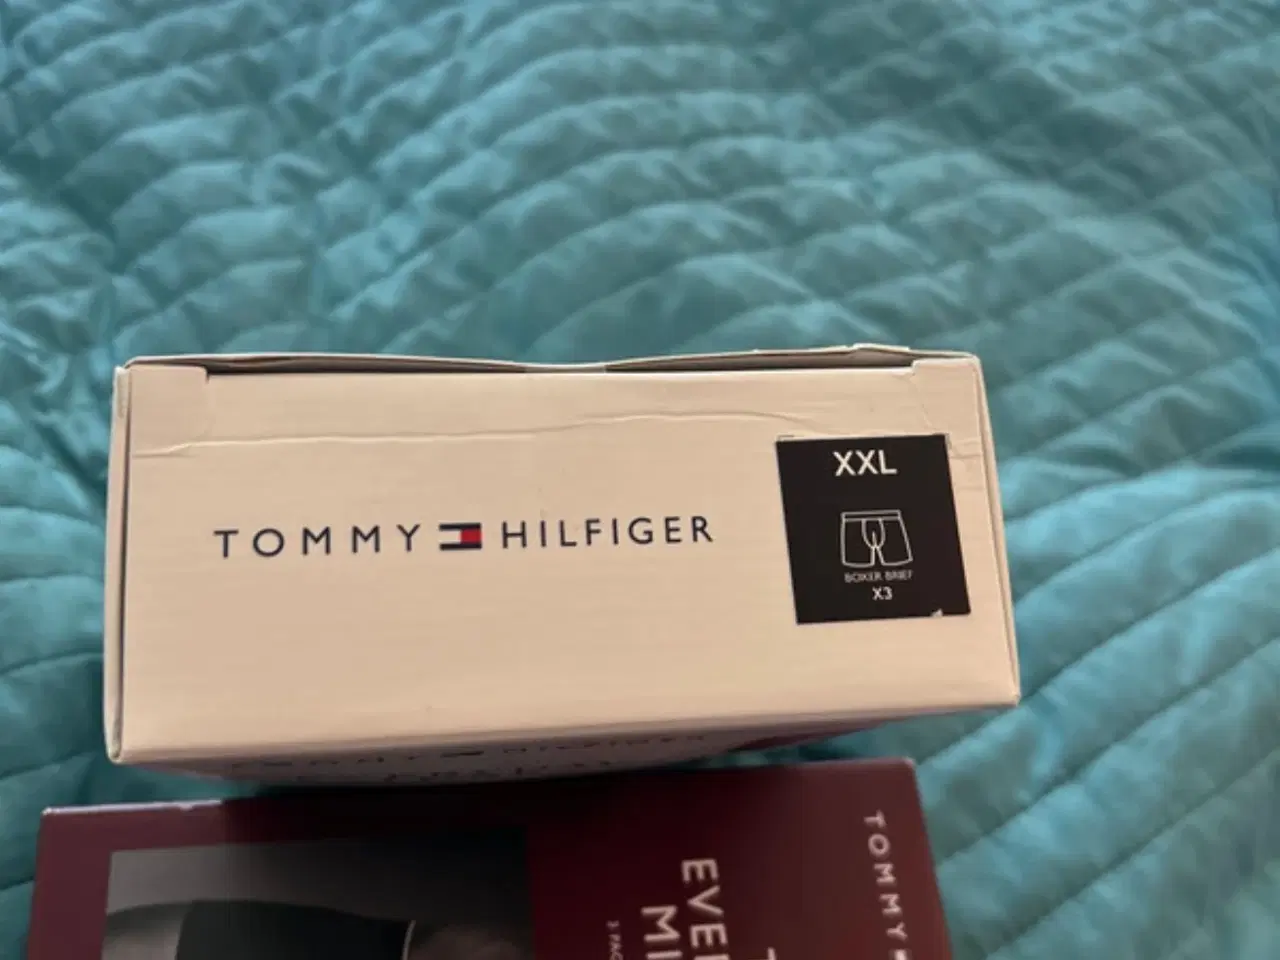 TOMMY HILFIGER
XXL
BOXER BRIEF
X3
TOMMY
EVE
MI